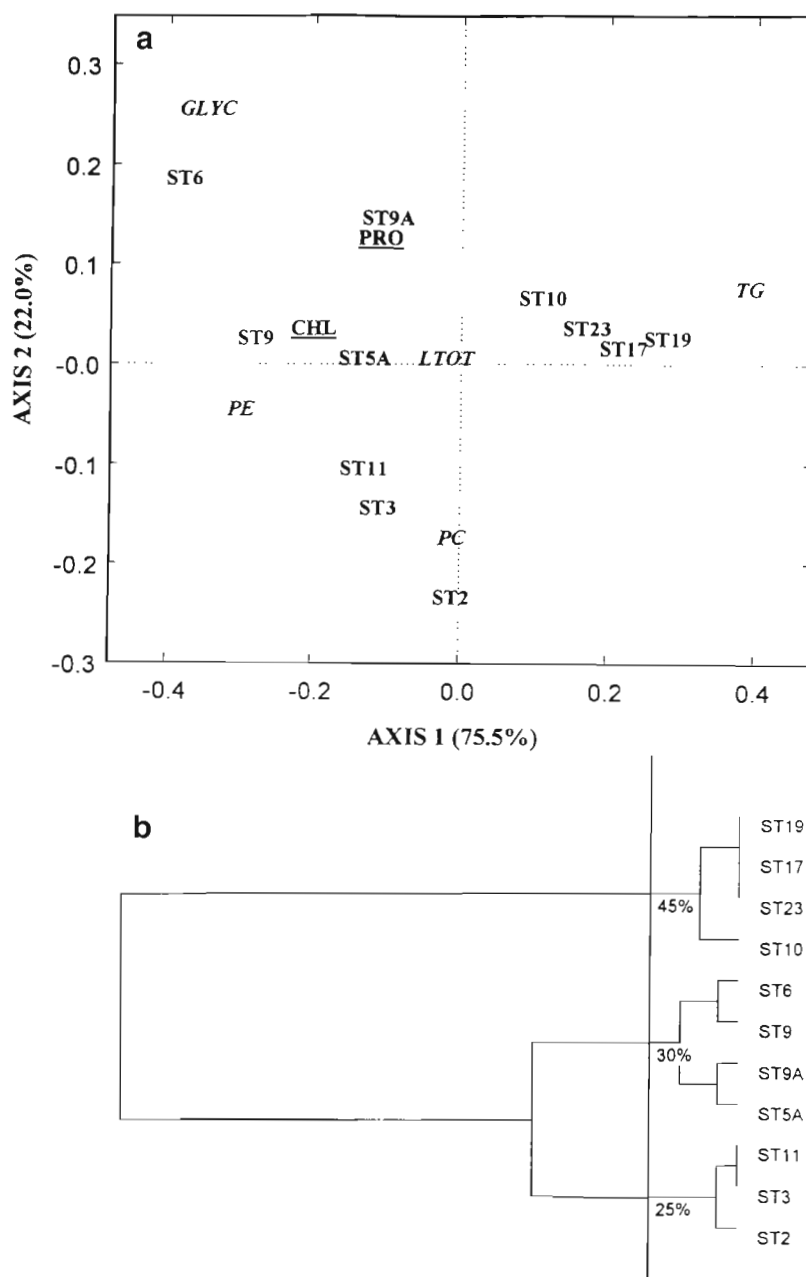 a
0.3
0.2
0.1
-0.0
-0.1
-0.2
-0.3
AXIS 2 (22.0%)
GLYC
ST6
ST9A
PRO
TG
ST10
ST23
ST19
ST17
ST9
CHL
ST5A
LTOT
PE
ST11
ST3
PC
ST2
-0.4
-0.2
0.0
0.2
0.4
AXIS 1 (75.5%)
b
ST19
ST17
45%
ST23
ST10
ST6
ST9
30%
ST9A
ST5A
ST11
ST3
25%
ST2